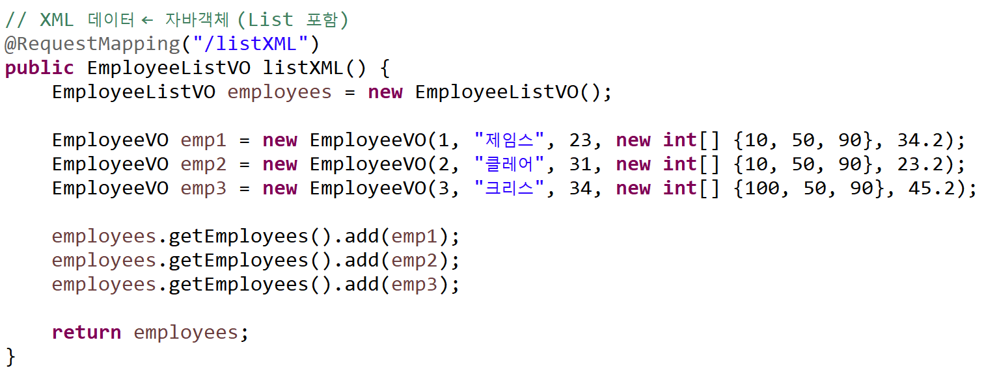 // XML 데이터 ← 자바객체 (List 포함)
@RequestMapping("/listXML")
public EmployeeListVO listXML() {
    EmployeeListVO employees = new EmployeeListVO();

    EmployeeVO emp1 = new EmployeeVO(1, "제임스", 23, new int[] {10, 50, 90}, 34.2);
    EmployeeVO emp2 = new EmployeeVO(2, "클레어", 31, new int[] {10, 50, 90}, 23.2);
    EmployeeVO emp3 = new EmployeeVO(3, "크리스", 34, new int[] {100, 50, 90}, 45.2);

    employees.getEmployees().add(emp1);
    employees.getEmployees().add(emp2);
    employees.getEmployees().add(emp3);

    return employees;
}